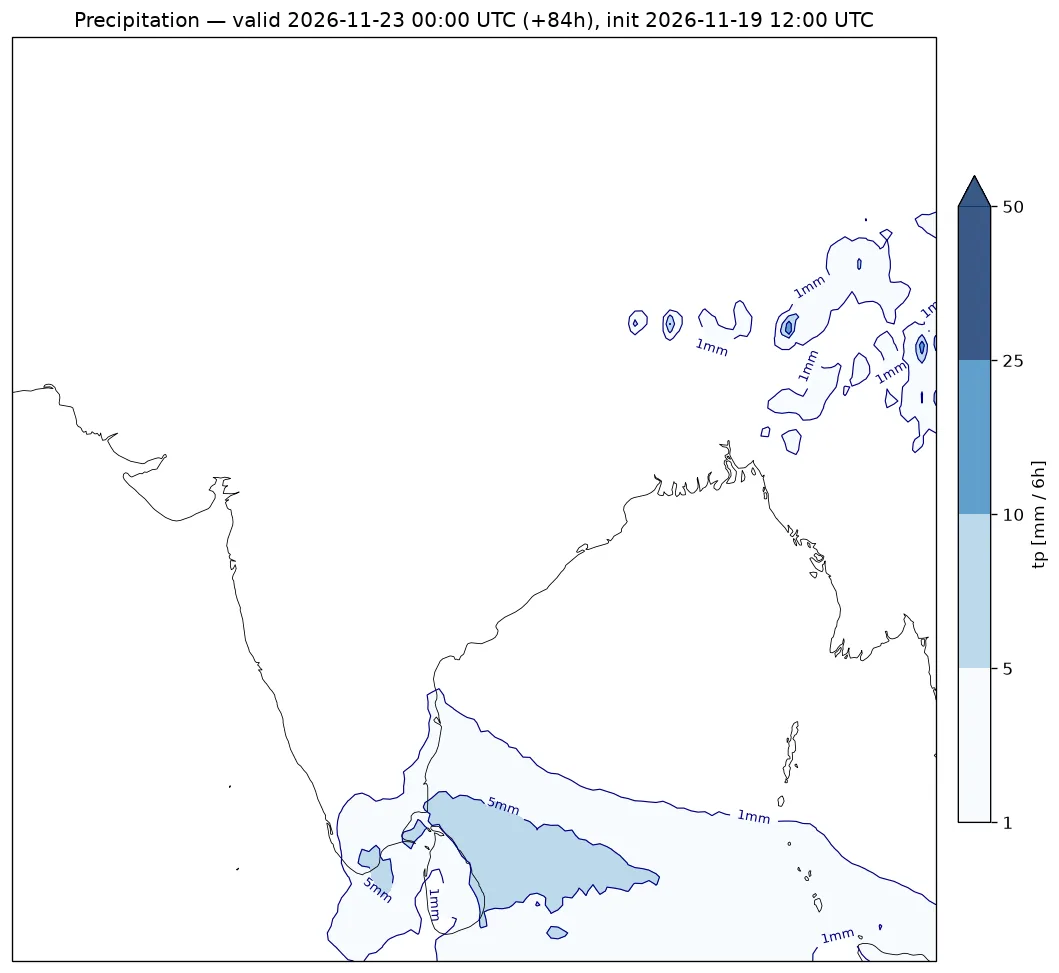 Precipitation — valid 2026-11-23 00:00 UTC (+84h), init 2026-11-19 12:00 UTC
50
1mm
1m
1mm
1mm
1mm
25
tp [mm / 6h]
10
5
5mm
1mm
1
5mm
1mm
1mm